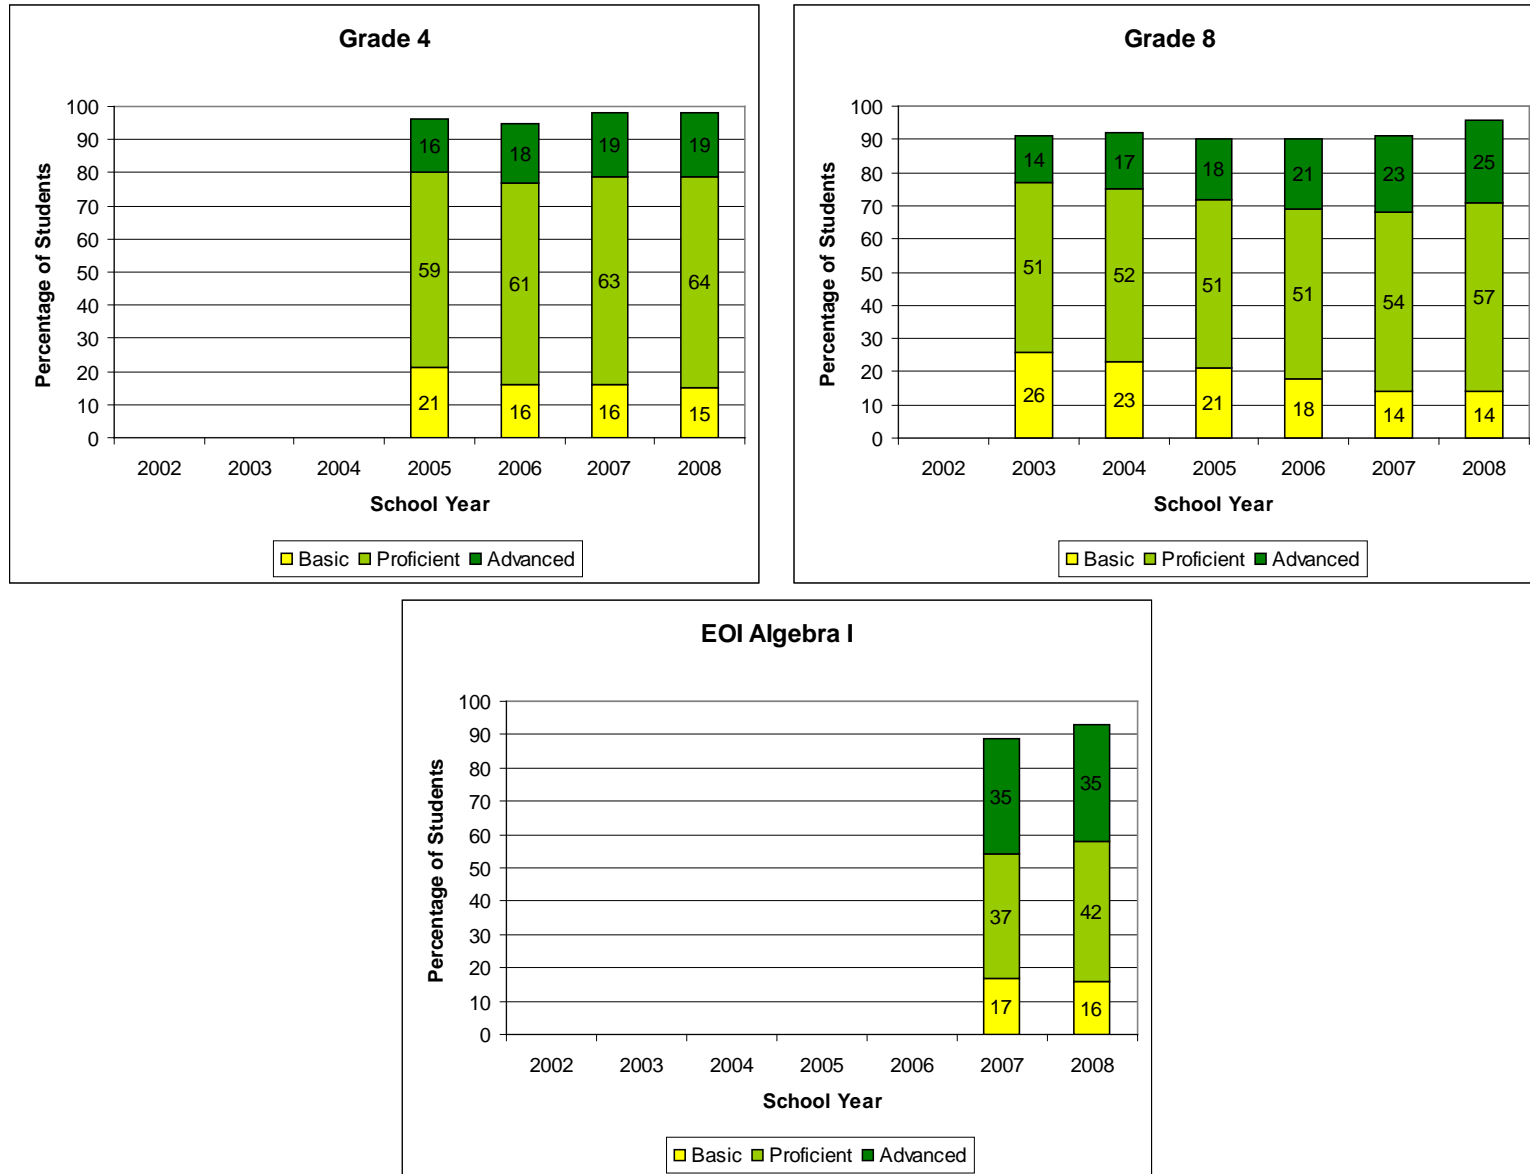 Grade 4
100
90
80
70
60
50
40
30
20
10
0
Percentage of Students
16 18 19 19
59 61 63 64
21 16 16 15
2002 2003 2004 2005 2006 2007 2008
School Year
Basic Proficient Advanced
Grade 8
100
90
80
70
60
50
40
30
20
10
0
Percentage of Students
14 17 18 21 23 25
51 52 51 51 54 57
26 23 21 18 14 14
2002 2003 2004 2005 2006 2007 2008
School Year
Basic Proficient Advanced
EOI Algebra I
100
90
80
70
60
50
40
30
20
10
0
Percentage of Students
35 35
37 42
17 16
2002 2003 2004 2005 2006 2007 2008
School Year
Basic Proficient Advanced